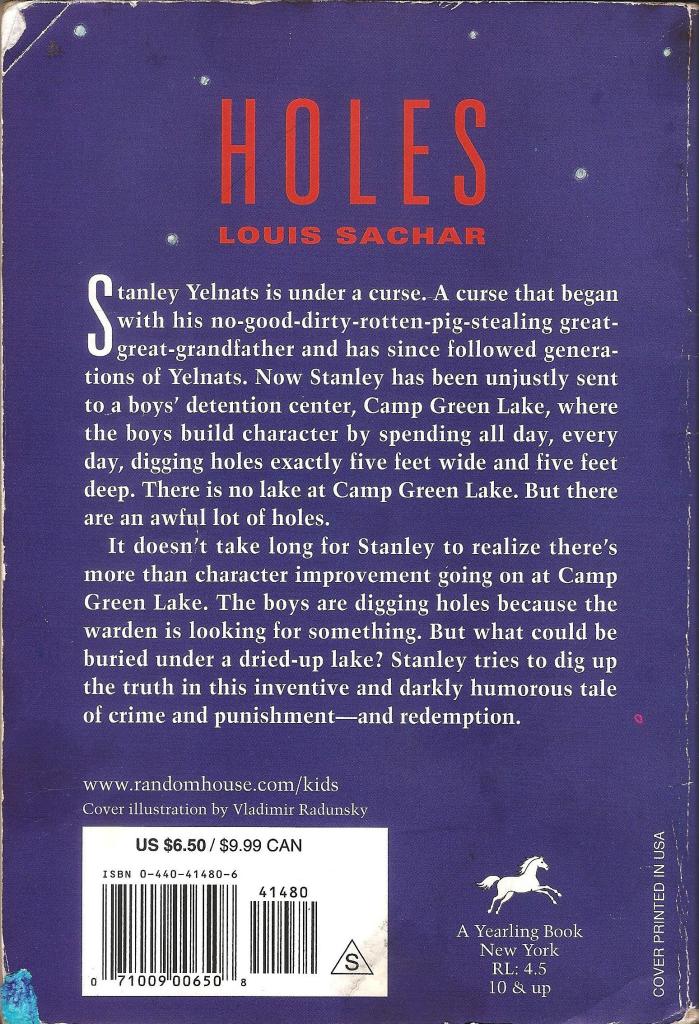 HOLES
LOUIS SACHAR
Stanley Yelnats is under a curse. A curse that began
with his no-good-dirty-rotten-pig-stealing great-
great-grandfather and has since followed genera-
tions of Yelnats. Now Stanley has been unjustly sent
to a boys' detention center, Camp Green Lake, where
the boys build character by spending all day, every
day, digging holes exactly five feet wide and five feet
deep. There is no lake at Camp Green Lake. But there
are an awful lot of holes.
It doesn't take long for Stanley to realize there's
more than character improvement going on at Camp
Green Lake. The boys are digging holes because the
warden is looking for something. But what could be
buried under a dried-up lake? Stanley tries to dig up
the truth in this inventive and darkly humorous tale
of crime and punishment—and redemption.
www.randomhouse.com/kids
Cover illustration by Vladimir Radunsky
US $6.50 / $9.99 CAN
ISBN 0-440-41480-6
41480
0 71009 00650 8
S
A Yearling Book
New York
RL: 4.5
10 & up
COVER PRINTED IN USA